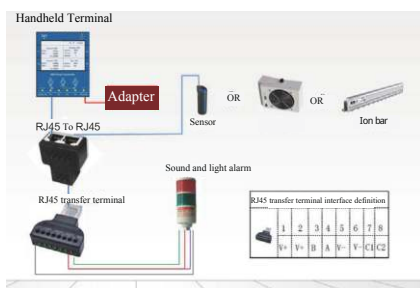 Handheld Terminal
Adapter
Sensor
OR
OR
Ion bar
RJ45 To RJ45
RJ45 transfer terminal
Sound and light alarm
RJ45 transfer terminal interface definition
1 2 3 4 5 6 7 8
V+ V+ B A V- V- C1 C2